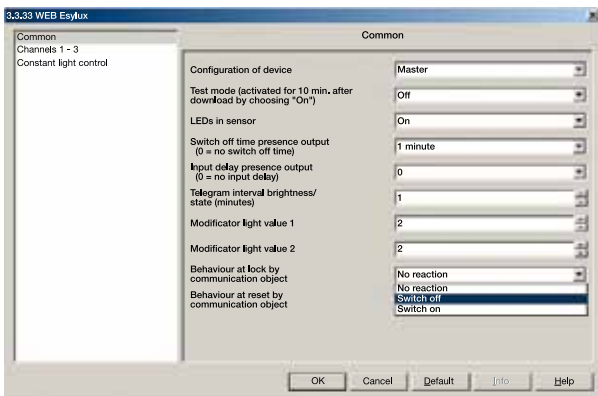 3.3.33 WEB Esylux
Common
Channels 1 - 3
Constant light control
Common
Configuration of device
Master
Test mode (activated for 10 min. after
download by choosing "On")
Off
LEDs in sensor
On
Switch off time presence output
(0 = no switch off time)
1 minute
Input delay presence output
(0 = no input delay)
0
Telegram interval brightness/
state (minutes)
1
Modificator light value 1
2
Modificator light value 2
2
Behaviour at lock by
communication object
No reaction
No reaction
Switch off
Switch on
Behaviour at reset by
communication object
OK
Cancel
Default
Info
Help